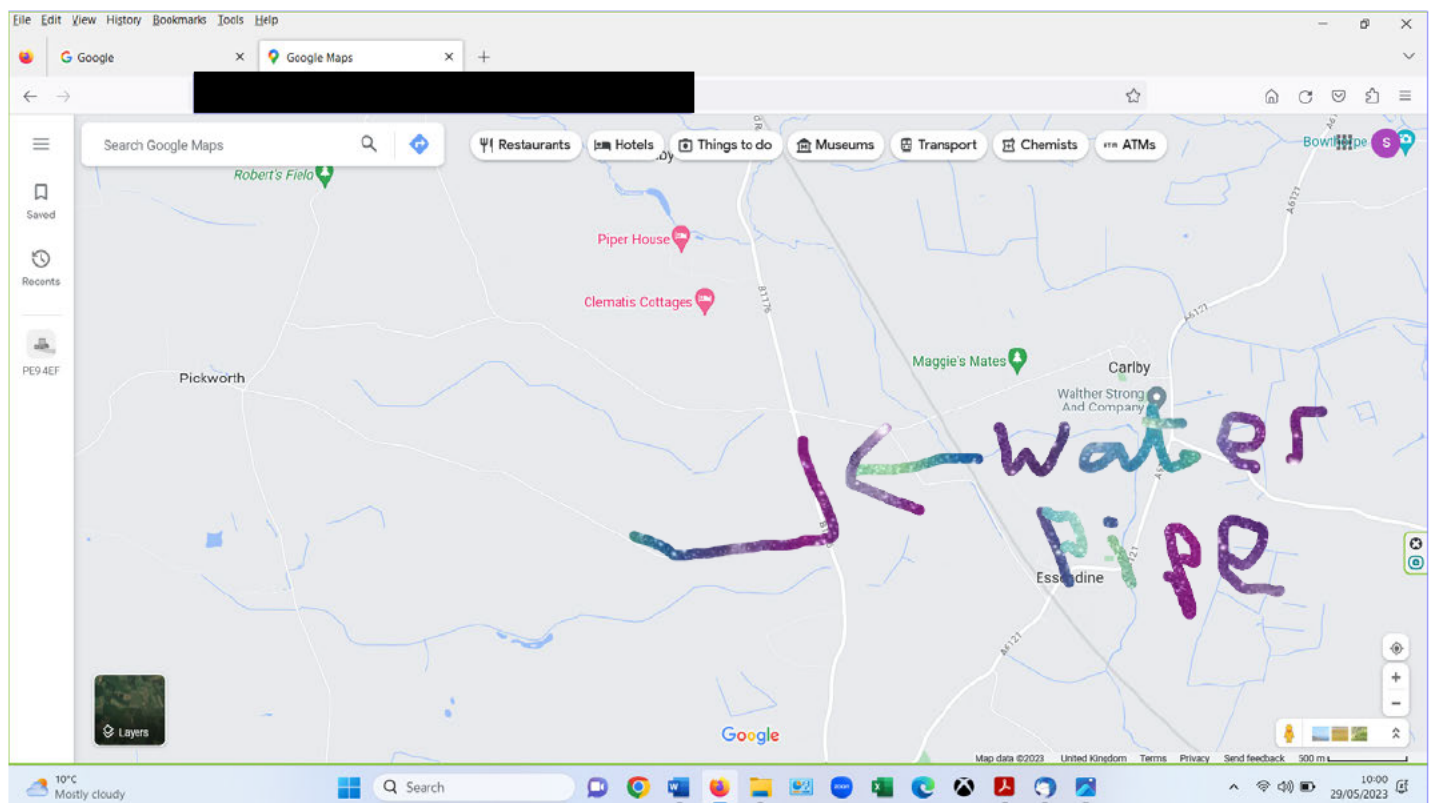 File Edit View History Bookmarks Tools Help
Google
Google Maps
Search Google Maps
Restaurants
Hotels
Things to do
Museums
Transport
Chemists
ATMs
Saved
Recents
PE9 4EF
Robert's Field
Piper House
Clematis Cottages
B1176
A6121
A6121
Maggie's Mates
Carlby
Walther Strong
And Company
Pickworth
water
pipe
Essendine
A6121
Layers
Google
Map data ©2023 United Kingdom Terms Privacy Send feedback 500 m
10°C
Mostly cloudy
Search
10:00
29/05/2023